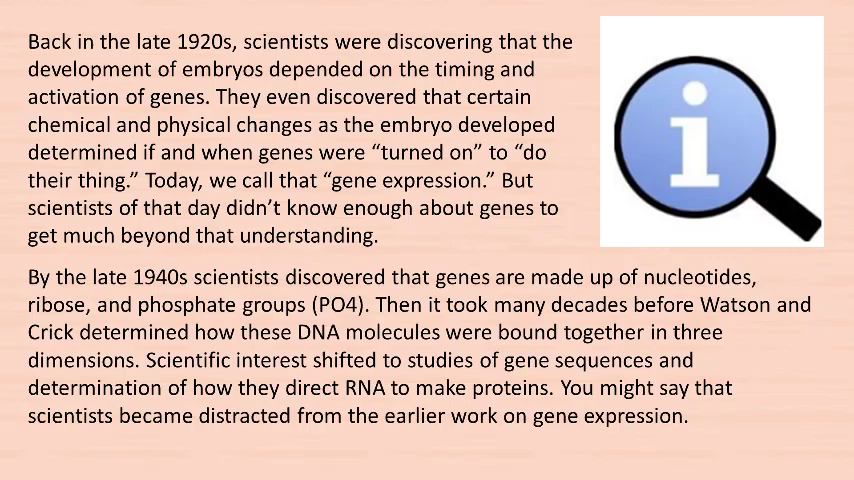 Back in the late 1920s, scientists were discovering that the
development of embryos depended on the timing and
activation of genes. They even discovered that certain
chemical and physical changes as the embryo developed
determined if and when genes were “turned on” to “do
their thing.” Today, we call that “gene expression.” But
scientists of that day didn’t know enough about genes to
get much beyond that understanding.
By the late 1940s scientists discovered that genes are made up of nucleotides,
ribose, and phosphate groups (PO4). Then it took many decades before Watson and
Crick determined how these DNA molecules were bound together in three
dimensions. Scientific interest shifted to studies of gene sequences and
determination of how they direct RNA to make proteins. You might say that
scientists became distracted from the earlier work on gene expression.